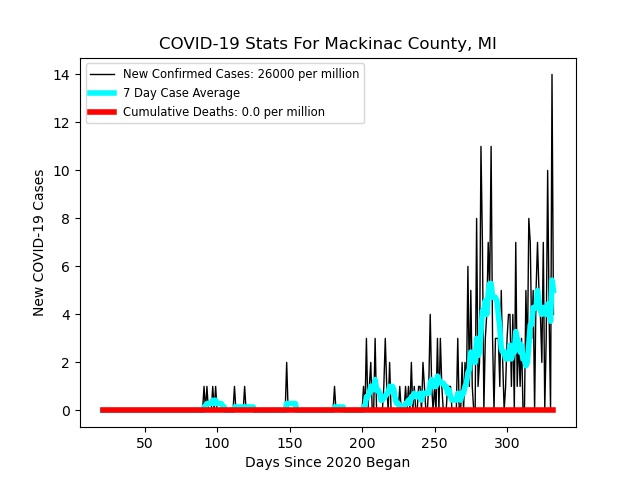 COVID-19 Stats For Mackinac County, MI
New Confirmed Cases: 26000 per million
7 Day Case Average
Cumulative Deaths: 0.0 per million
New COVID-19 Cases
14
12
10
8
6
4
2
0
50 100 150 200 250 300
Days Since 2020 Began